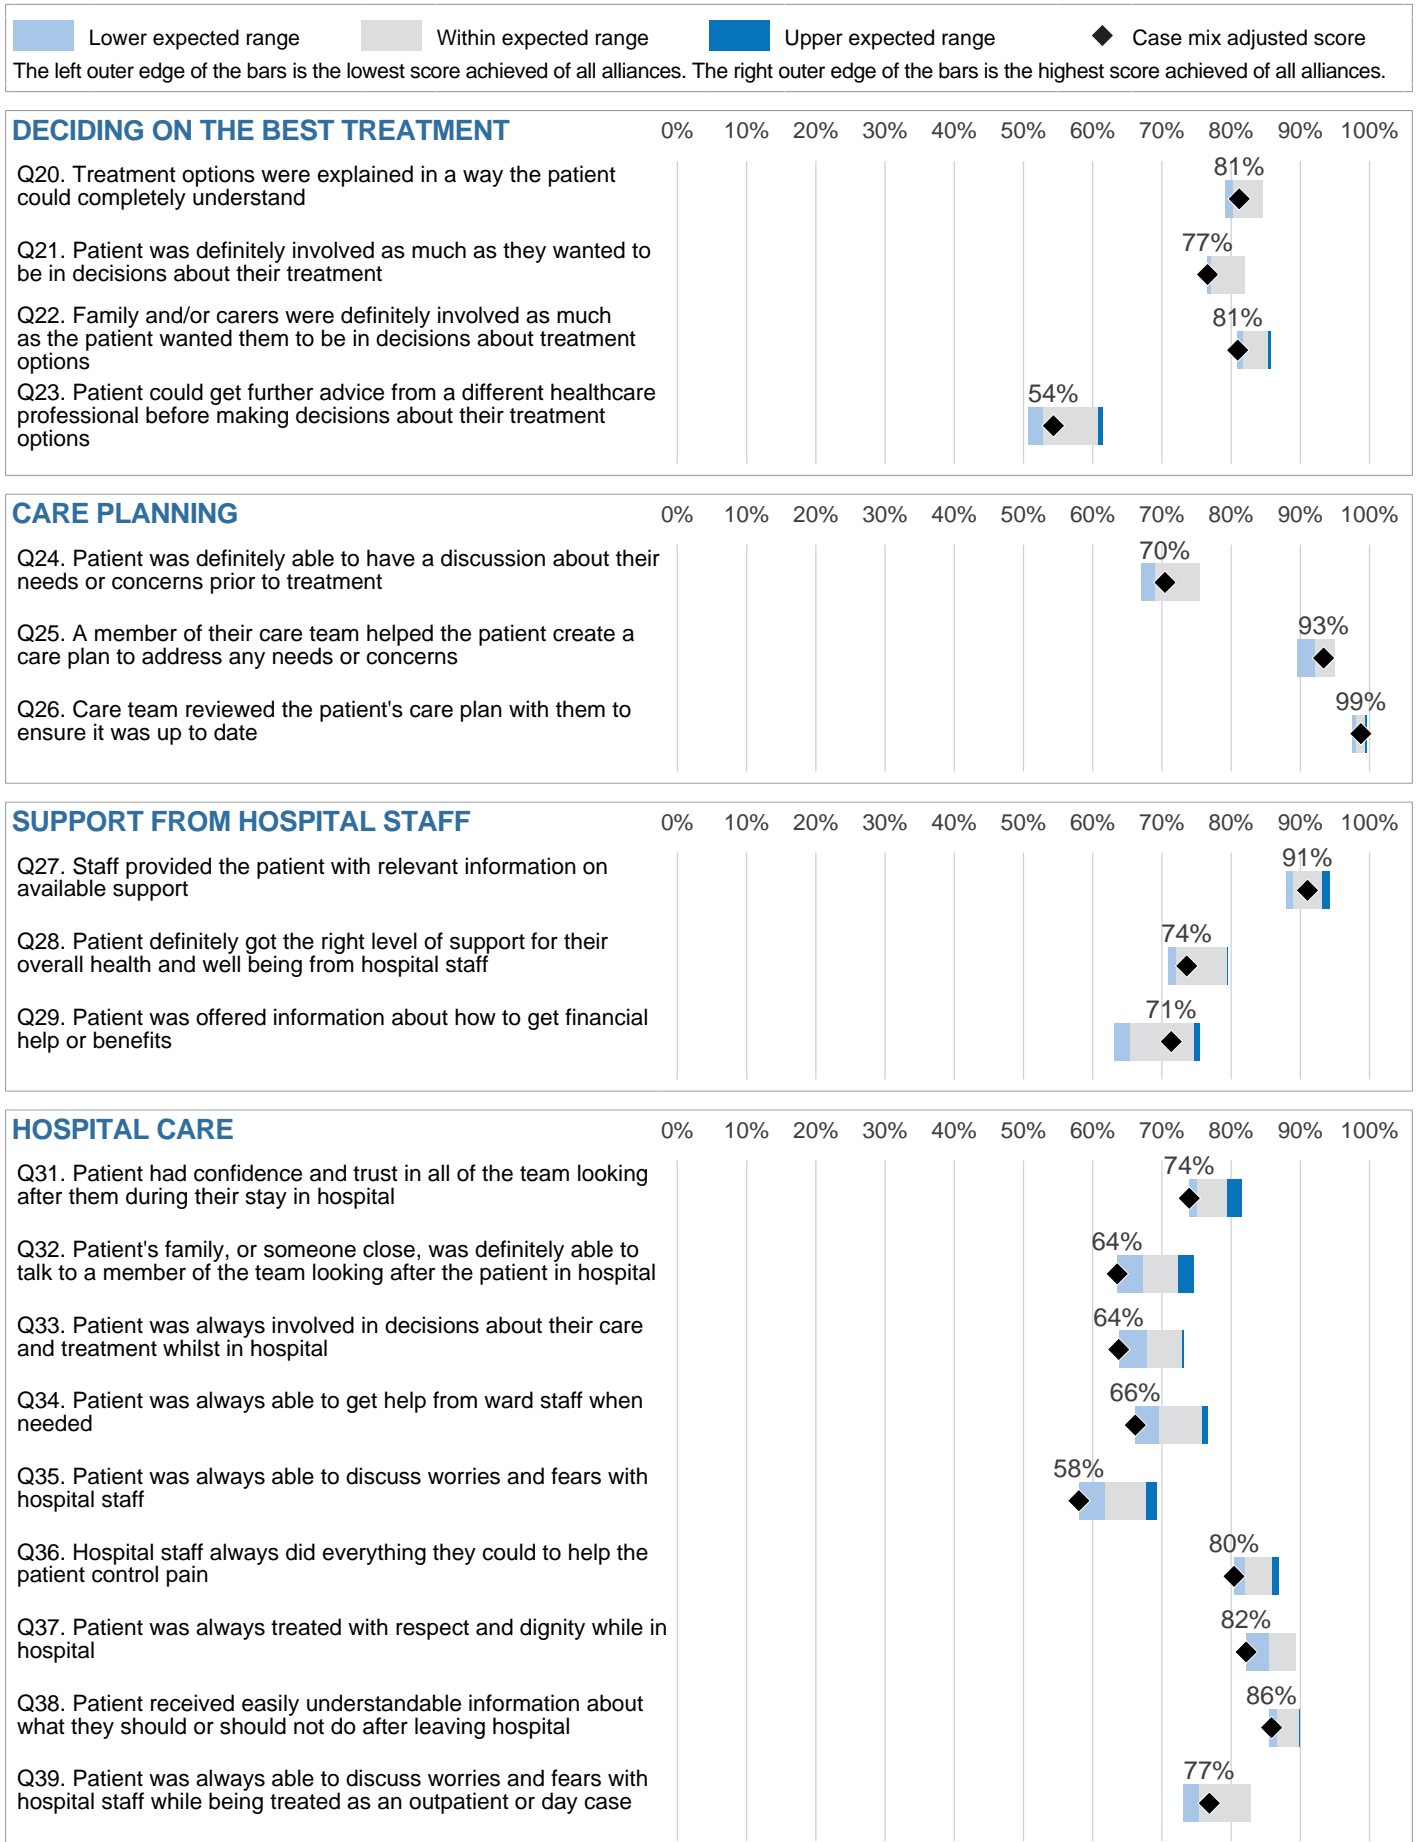 Lower expected range Within expected range Upper expected range Case mix adjusted score
The left outer edge of the bars is the lowest score achieved of all alliances. The right outer edge of the bars is the highest score achieved of all alliances.
DECIDING ON THE BEST TREATMENT 0% 10% 20% 30% 40% 50% 60% 70% 80% 90% 100%
Q20. Treatment options were explained in a way the patient
could completely understand
81%
Q21. Patient was definitely involved as much as they wanted to
be in decisions about their treatment
77%
Q22. Family and/or carers were definitely involved as much
as the patient wanted them to be in decisions about treatment
options
81%
Q23. Patient could get further advice from a different healthcare
professional before making decisions about their treatment
options
54%
CARE PLANNING 0% 10% 20% 30% 40% 50% 60% 70% 80% 90% 100%
Q24. Patient was definitely able to have a discussion about their
needs or concerns prior to treatment
70%
Q25. A member of their care team helped the patient create a
care plan to address any needs or concerns
93%
Q26. Care team reviewed the patient's care plan with them to
ensure it was up to date
99%
SUPPORT FROM HOSPITAL STAFF 0% 10% 20% 30% 40% 50% 60% 70% 80% 90% 100%
Q27. Staff provided the patient with relevant information on
available support
91%
Q28. Patient definitely got the right level of support for their
overall health and well being from hospital staff
74%
Q29. Patient was offered information about how to get financial
help or benefits
71%
HOSPITAL CARE 0% 10% 20% 30% 40% 50% 60% 70% 80% 90% 100%
Q31. Patient had confidence and trust in all of the team looking
after them during their stay in hospital
74%
Q32. Patient's family, or someone close, was definitely able to
talk to a member of the team looking after the patient in hospital
64%
Q33. Patient was always involved in decisions about their care
and treatment whilst in hospital
64%
Q34. Patient was always able to get help from ward staff when
needed
66%
Q35. Patient was always able to discuss worries and fears with
hospital staff
58%
Q36. Hospital staff always did everything they could to help the
patient control pain
80%
Q37. Patient was always treated with respect and dignity while in
hospital
82%
Q38. Patient received easily understandable information about
what they should or should not do after leaving hospital
86%
Q39. Patient was always able to discuss worries and fears with
hospital staff while being treated as an outpatient or day case
77%